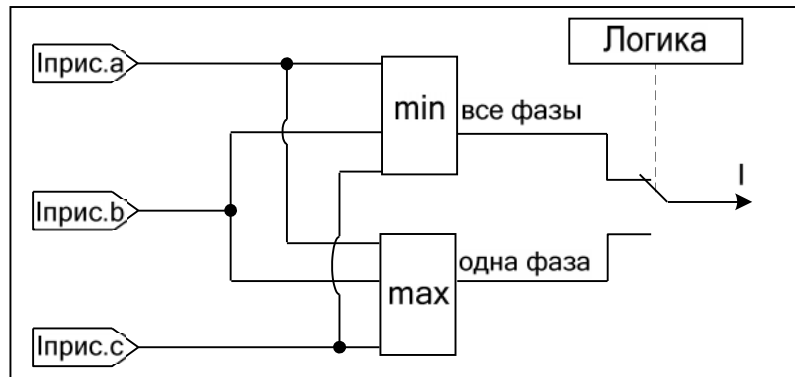 Логика
Iприс.a
min
все фазы
I
Iприс.b
одна фаза
max
Iприс.c